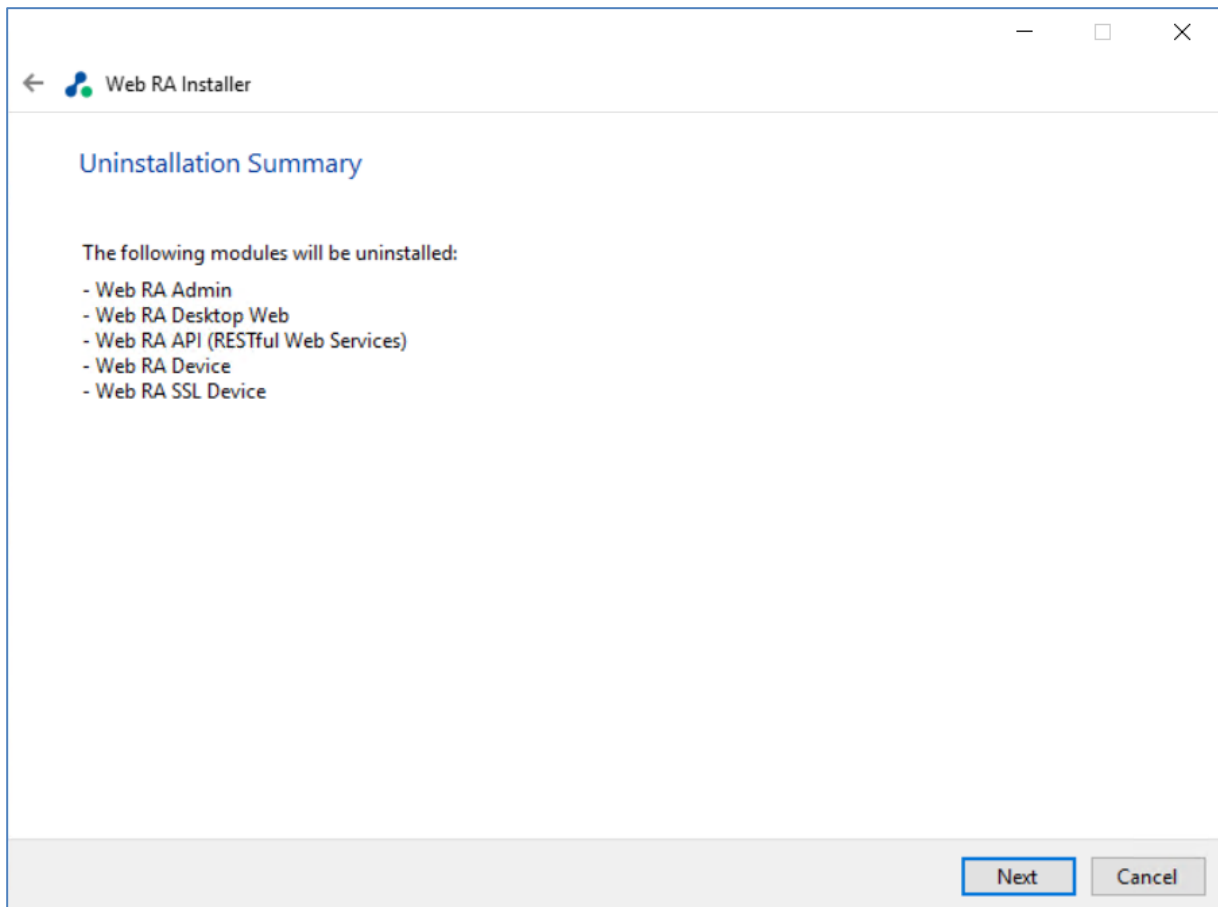 Web RA Installer
Uninstallation Summary
The following modules will be uninstalled:
- Web RA Admin
- Web RA Desktop Web
- Web RA API (RESTful Web Services)
- Web RA Device
- Web RA SSL Device
Next Cancel